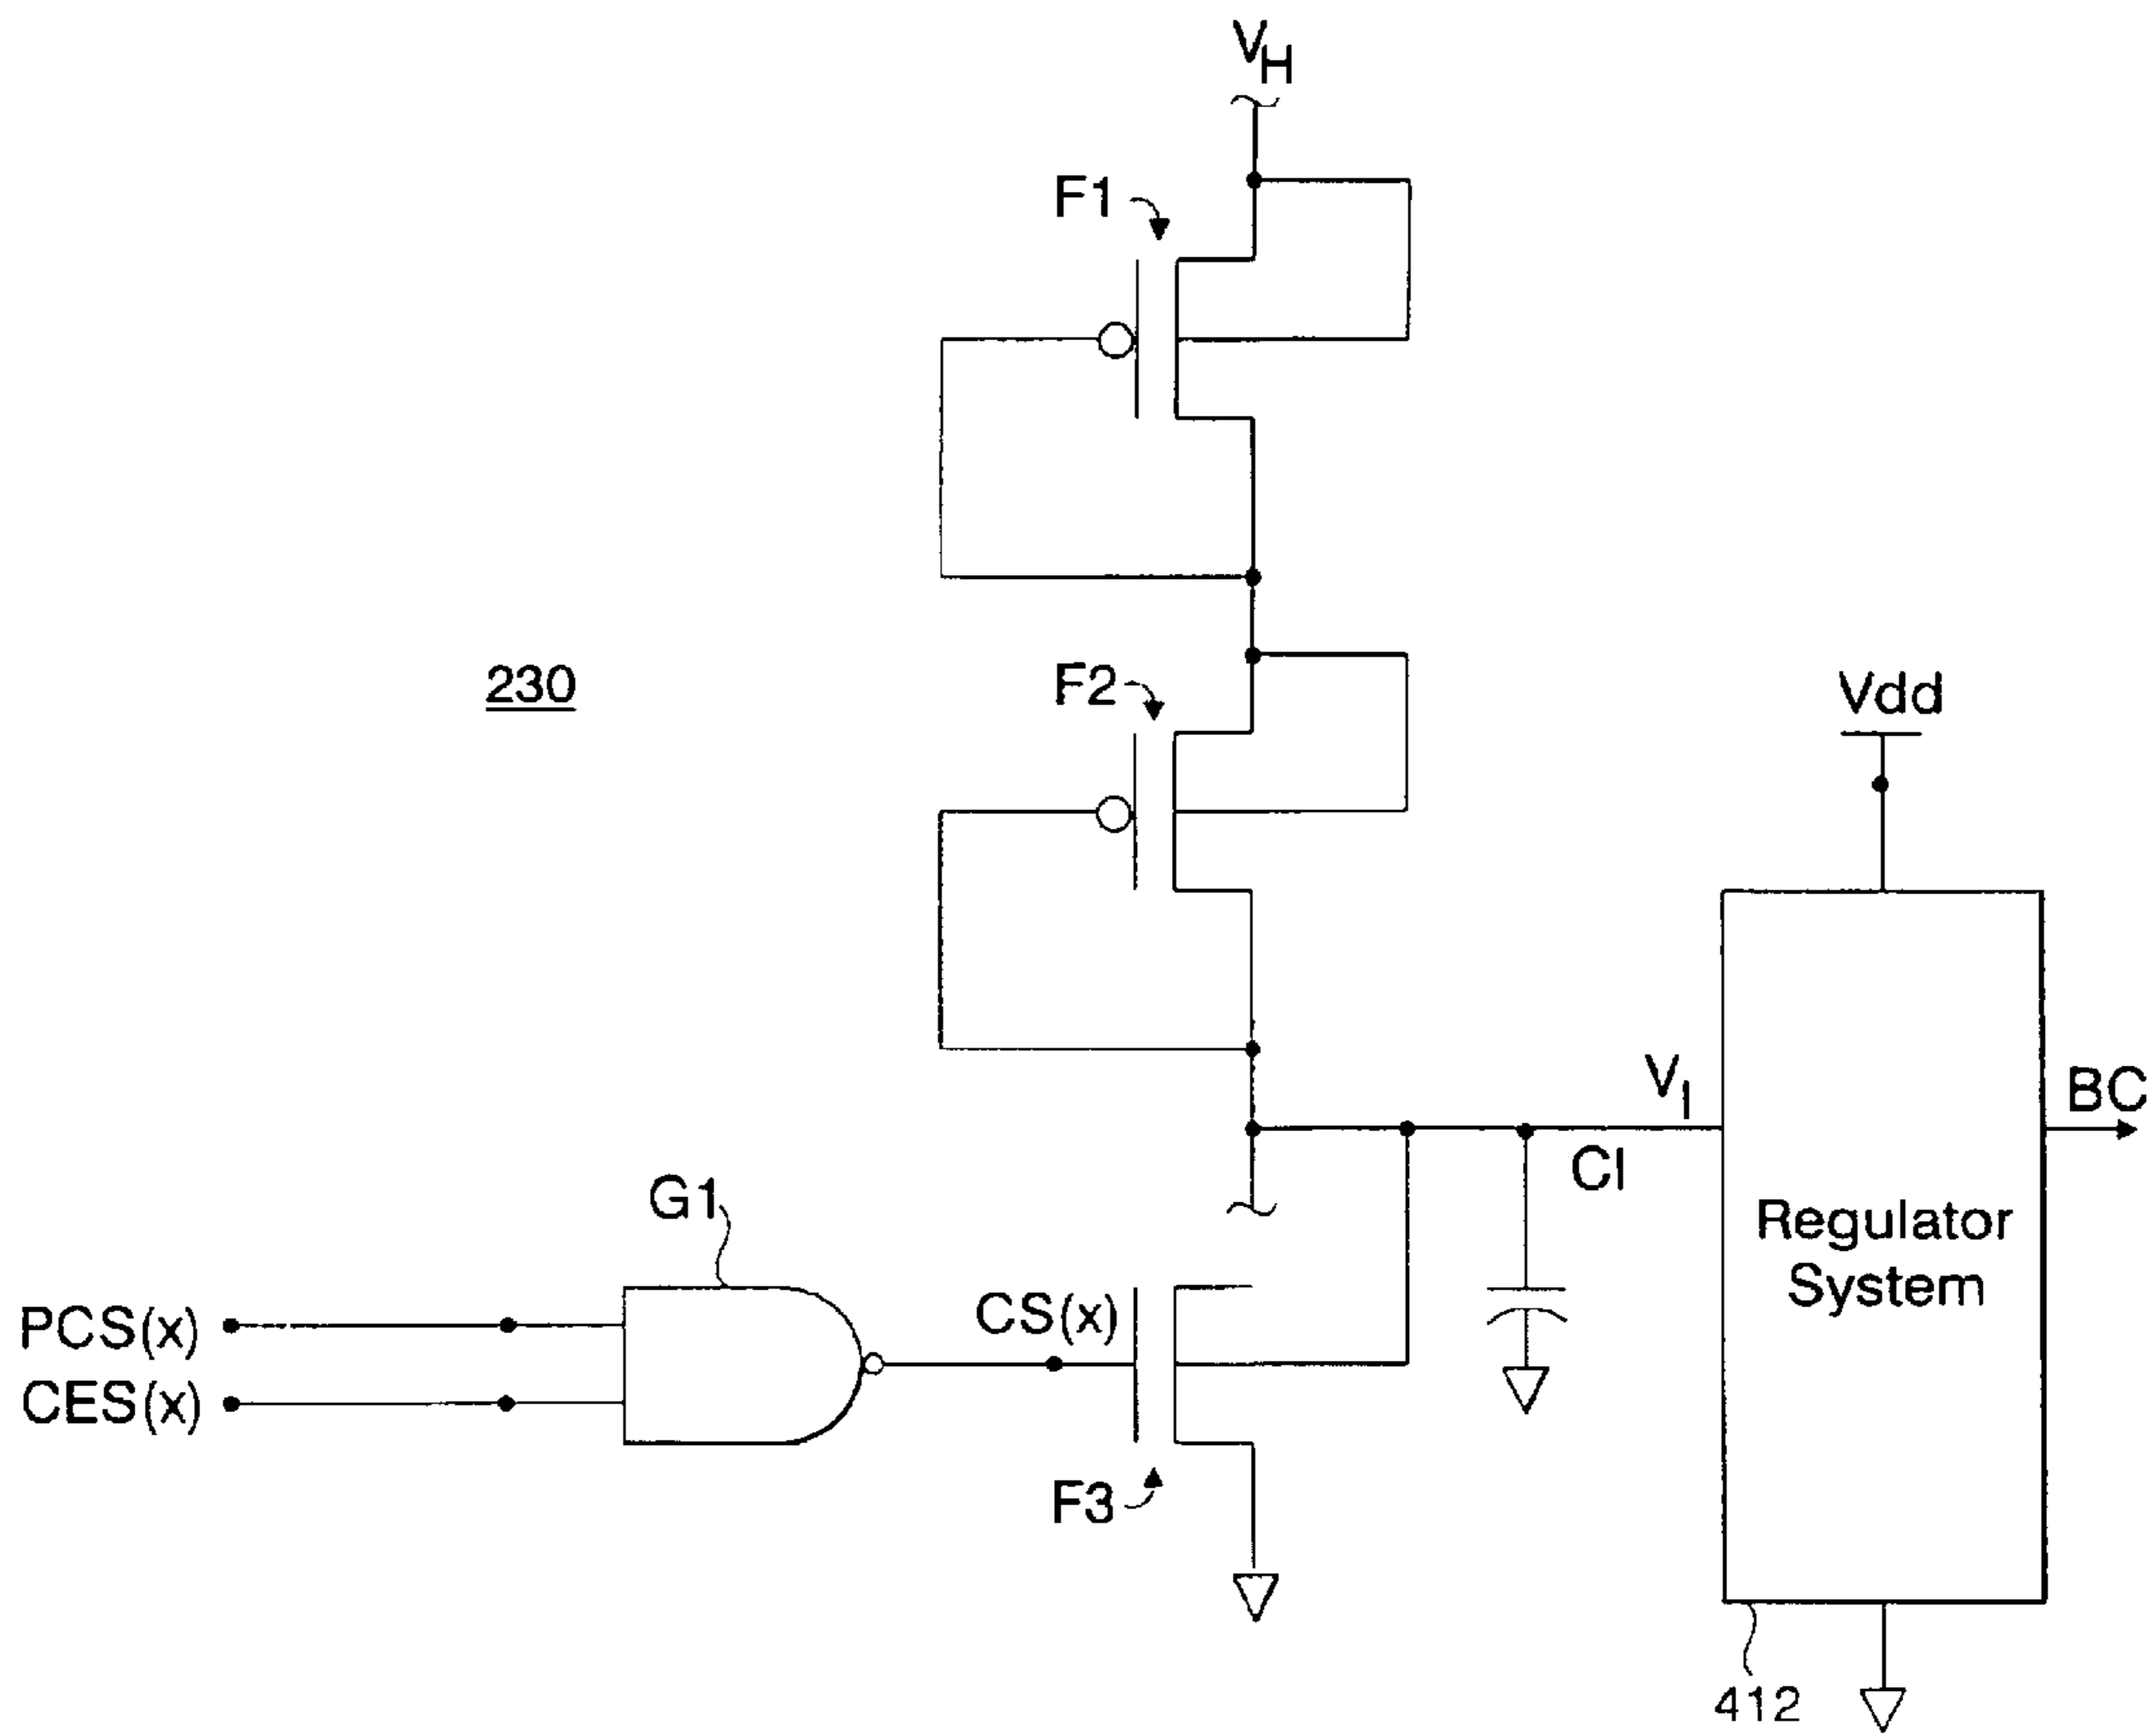 VH
F1
230
F2
Vdd
VI
BC
CI
G1
Regulator
System
CS(x)
PCS(x)
CES(x)
F3
412